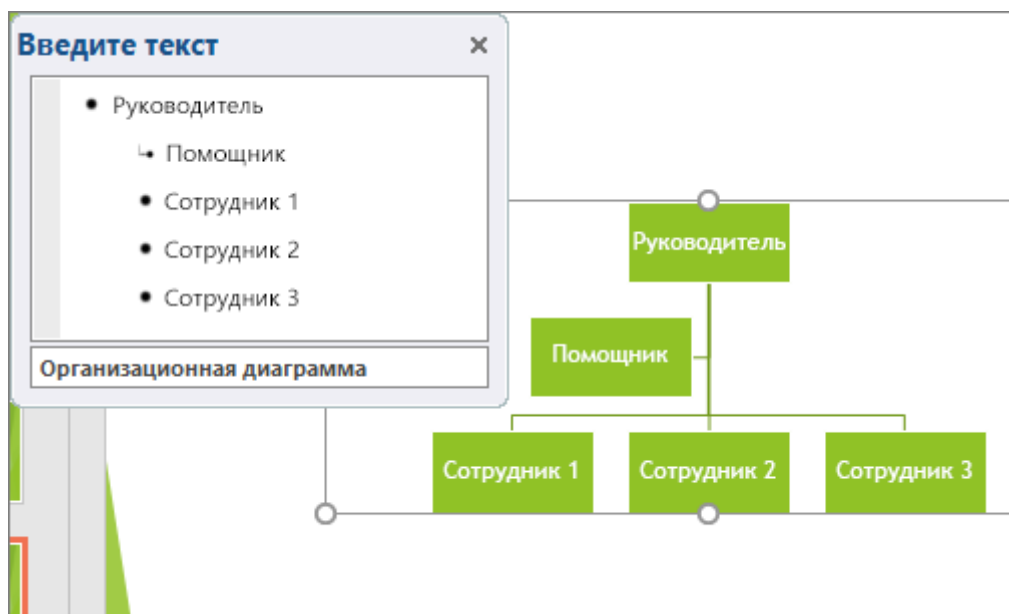 Введите текст
Руководитель
Помощник
Сотрудник 1
Сотрудник 2
Сотрудник 3
Организационная диаграмма
Руководитель
Помощник
Сотрудник 1
Сотрудник 2
Сотрудник 3